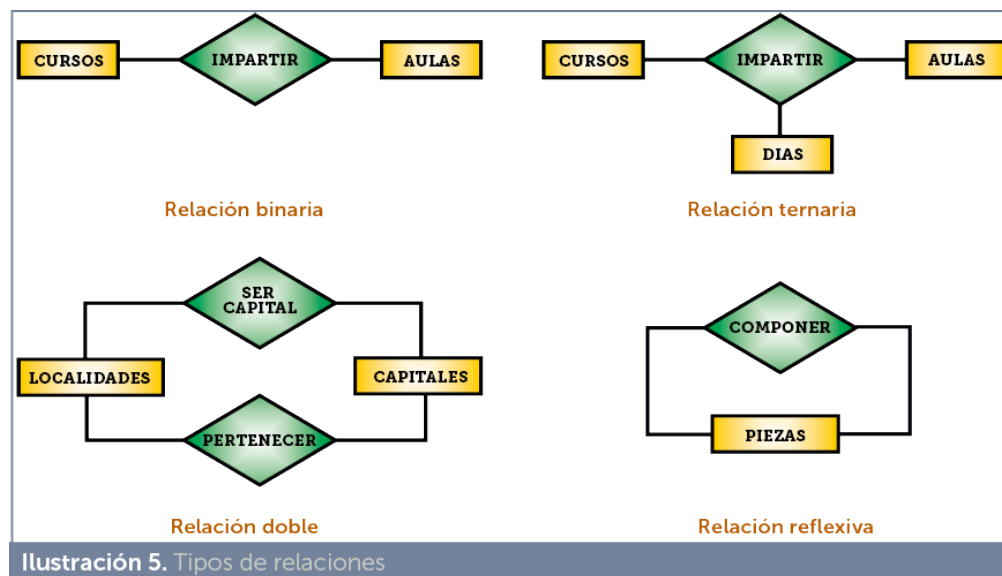 CURSOS
IMPARTIR
AULAS
Relación binaria
CURSOS
IMPARTIR
AULAS
DIAS
Relación ternaria
SER
CAPITAL
LOCALIDADES
CAPITALES
PERTENECER
Relación doble
COMPONER
PIEZAS
Relación reflexiva
Ilustración 5. Tipos de relaciones